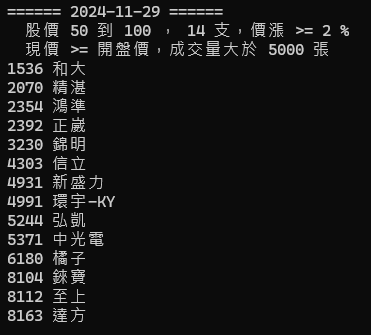 ====== 2024-11-29 ======
股價 50 到 100 , 14 支，價漲 >= 2 %
現價 >= 開盤價，成交量大於 5000 張
1536 和大
2070 精湛
2354 鴻準
2392 正崴
3230 錦明
4303 信立
4931 新盛力
4991 環宇-KY
5244 弘凱
5371 中光電
6180 橘子
8104 錸寶
8112 至上
8163 達方